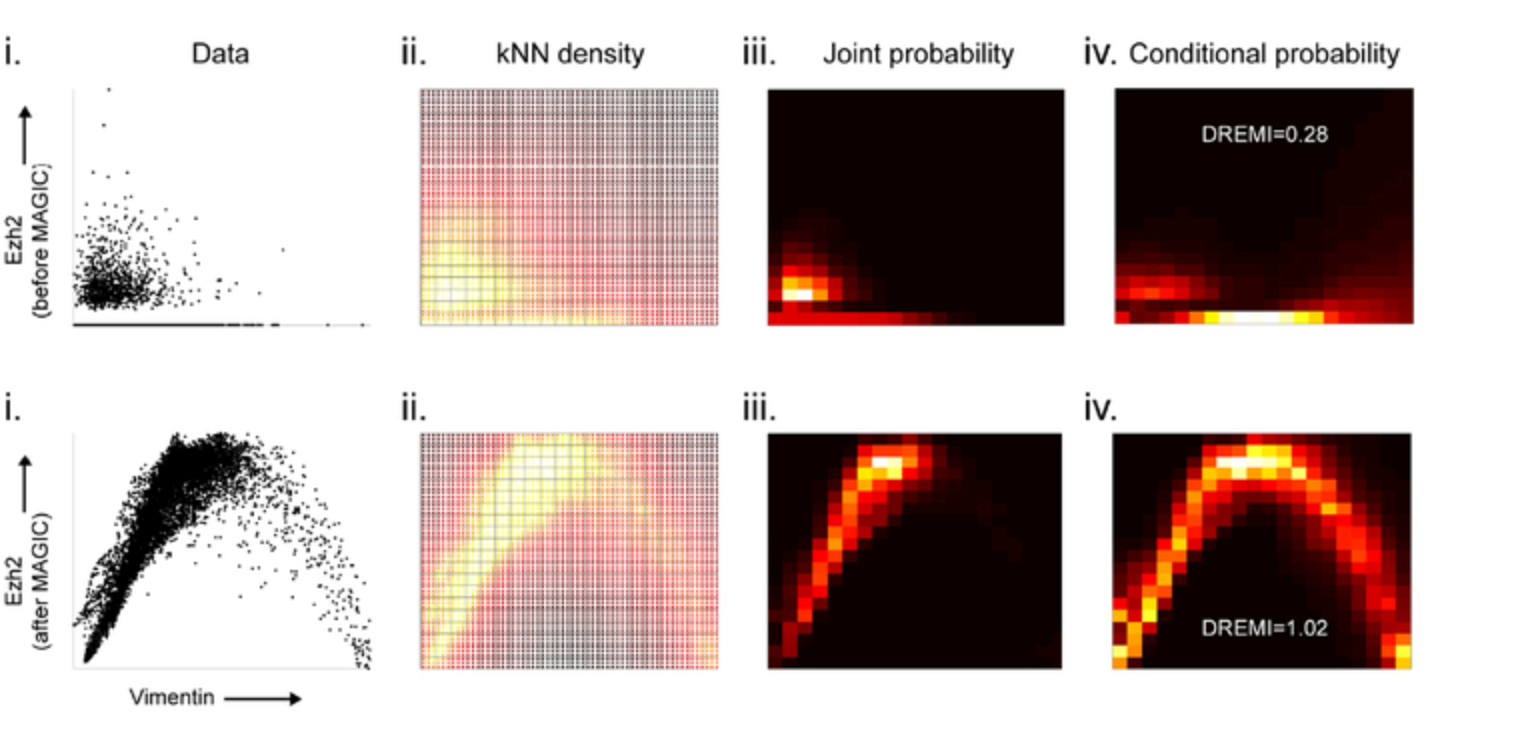 i. Data
ii. kNN density
iii. Joint probability
iv. Conditional probability
Ezh2
(before MAGIC)
DREMI=0.28
i.
ii.
iii.
iv.
Ezh2
(after MAGIC)
DREMI=1.02
Vimentin